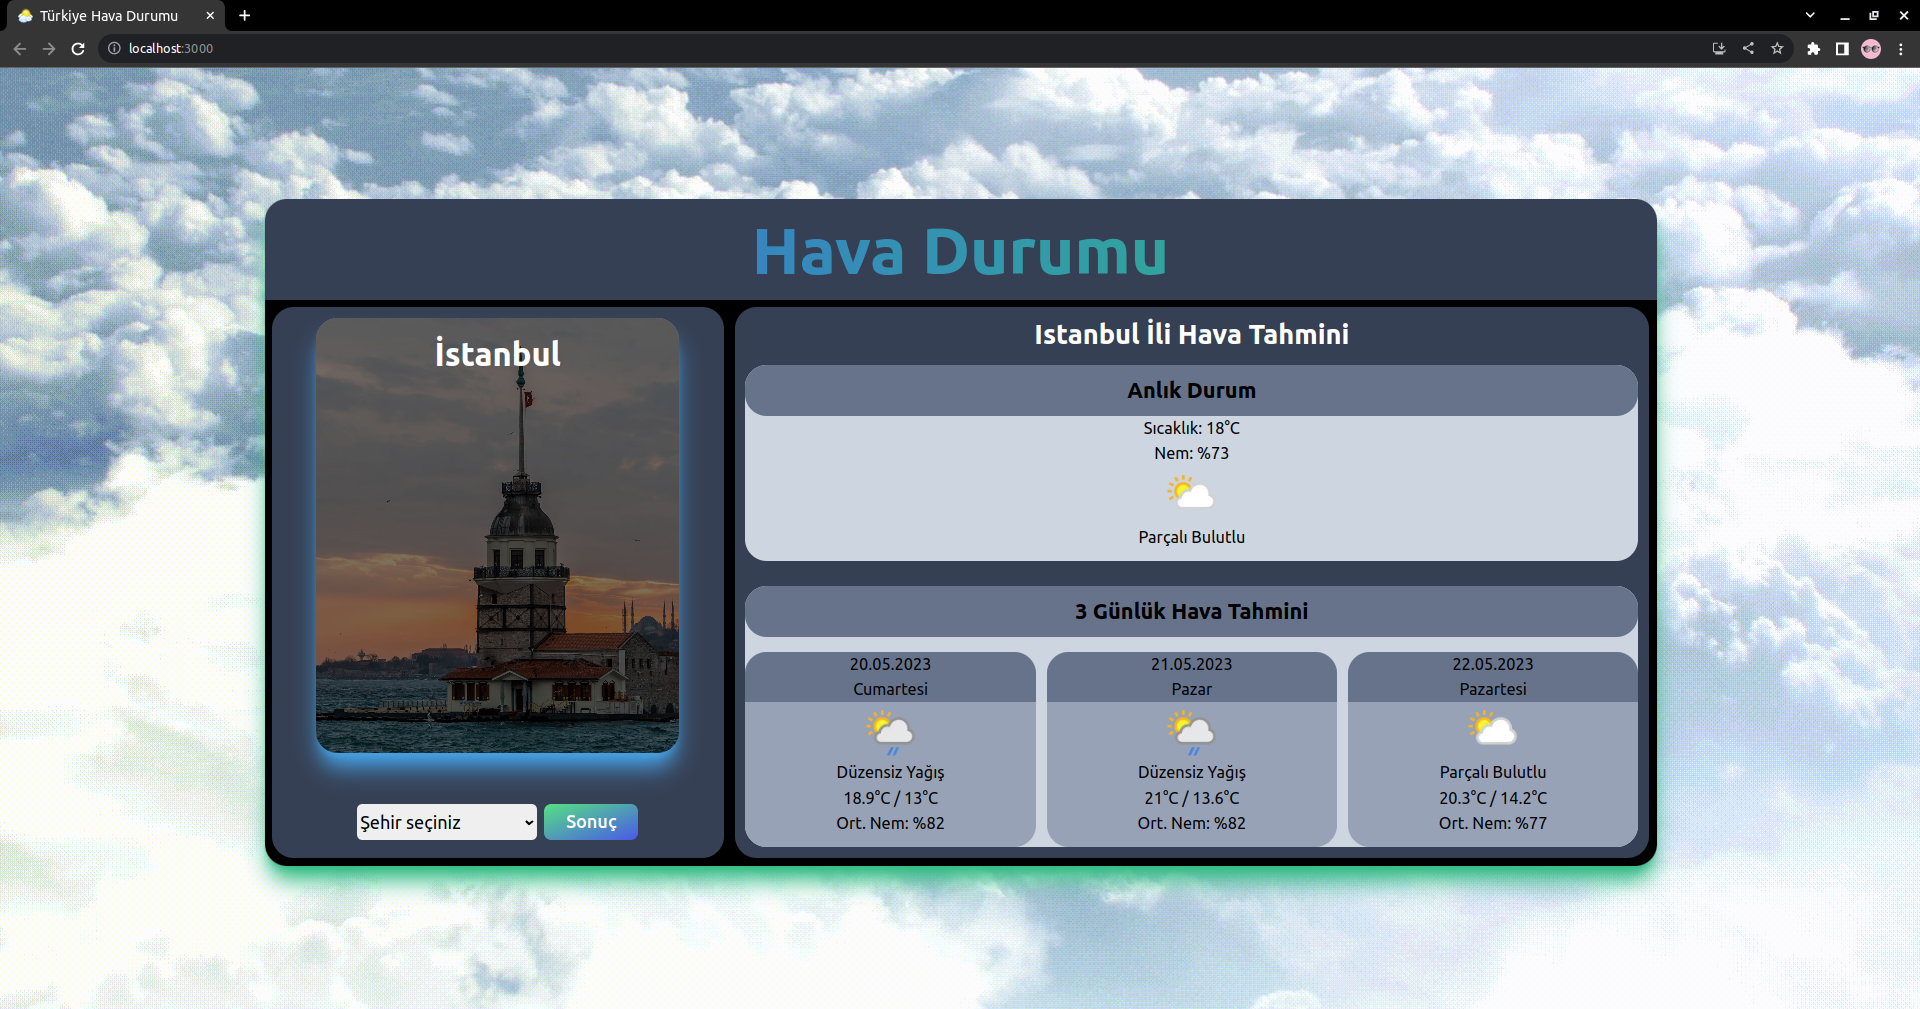 Türkiye Hava Durumu
localhost:3000
Hava Durumu
İstanbul
Şehir seçiniz
Sonuç
Istanbul İli Hava Tahmini
Anlık Durum
Sıcaklık: 18°C
Nem: %73
Parçalı Bulutlu
3 Günlük Hava Tahmini
20.05.2023
Cumartesi
Düzensiz Yağış
18.9°C / 13°C
Ort. Nem: %82
21.05.2023
Pazar
Düzensiz Yağış
21°C / 13.6°C
Ort. Nem: %82
22.05.2023
Pazartesi
Parçalı Bulutlu
20.3°C / 14.2°C
Ort. Nem: %77